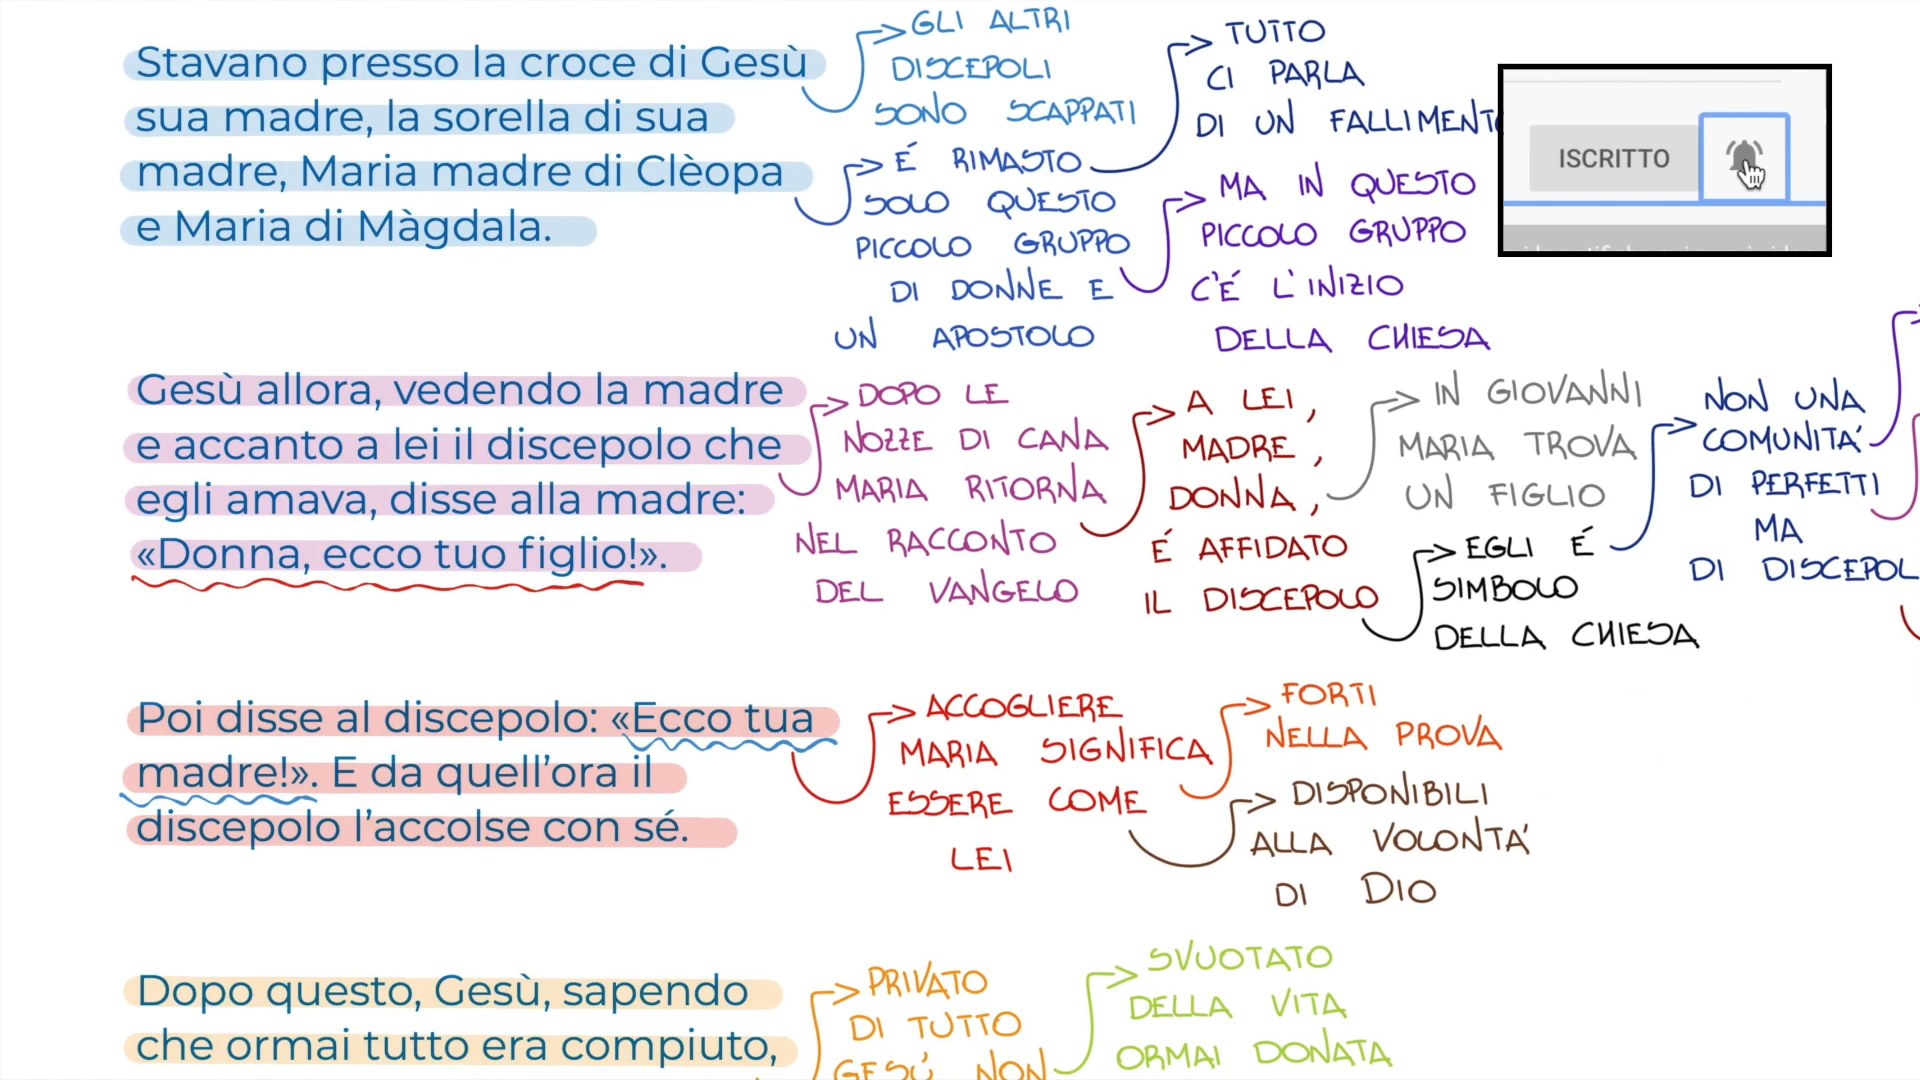 Stavano presso la croce di Gesù
sua madre, la sorella di sua
madre, Maria madre di Clèopa
e Maria di Màgdala.
GLI ALTRI
DISCEPOLI
SONO SCAPPATI
É RIMASTO
SOLO QUESTO
PICCOLO GRUPPO
DI DONNE E
UN APOSTOLO
TUTTO
CI PARLA
DI UN FALLIMENTO
MA IN QUESTO
PICCOLO GRUPPO
C'É L'INIZIO
DELLA CHIESA
ISCRITTO
Gesù allora, vedendo la madre
e accanto a lei il discepolo che
egli amava, disse alla madre:
«Donna, ecco tuo figlio!».
DOPO LE
NOZZE DI CANA
MARIA RITORNA
NEL RACCONTO
DEL VANGELO
A LEI,
MADRE,
DONNA,
É AFFIDATO
IL DISCEPOLO
IN GIOVANNI
MARIA TROVA
UN FIGLIO
EGLI É
SIMBOLO
DELLA CHIESA
NON UNA
COMUNITA'
DI PERFETTI
MA
DI DISCEPOL
Poi disse al discepolo: «Ecco tua
madre!». E da quell'ora il
discepolo l'accolse con sé.
ACCOGLIERE
MARIA SIGNIFICA
ESSERE COME
LEI
FORTI
NELLA PROVA
DISPONIBILI
ALLA VOLONTA'
DI DIO
Dopo questo, Gesù, sapendo
che ormai tutto era compiuto,
PRIVATO
DI TUTTO
GESÚ NON
SVUOTATO
DELLA VITA
ORMAI DONATA